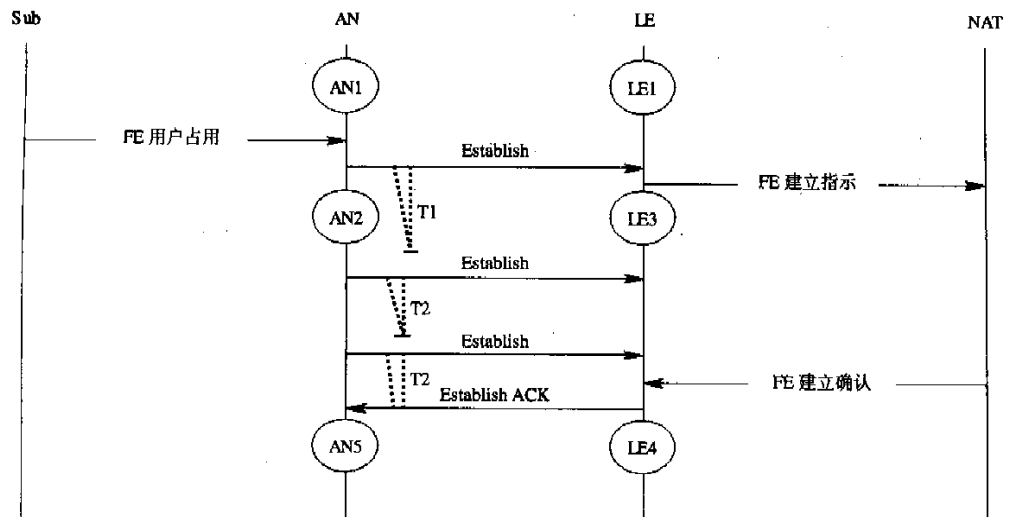 Sub
AN
LE
NAT
AN1
LE1
FE 用户占用
Establish
FE 建立指示
AN2
T1
LE3
Establish
T2
Establish
T2
FE 建立确认
Establish ACK
AN5
LE4